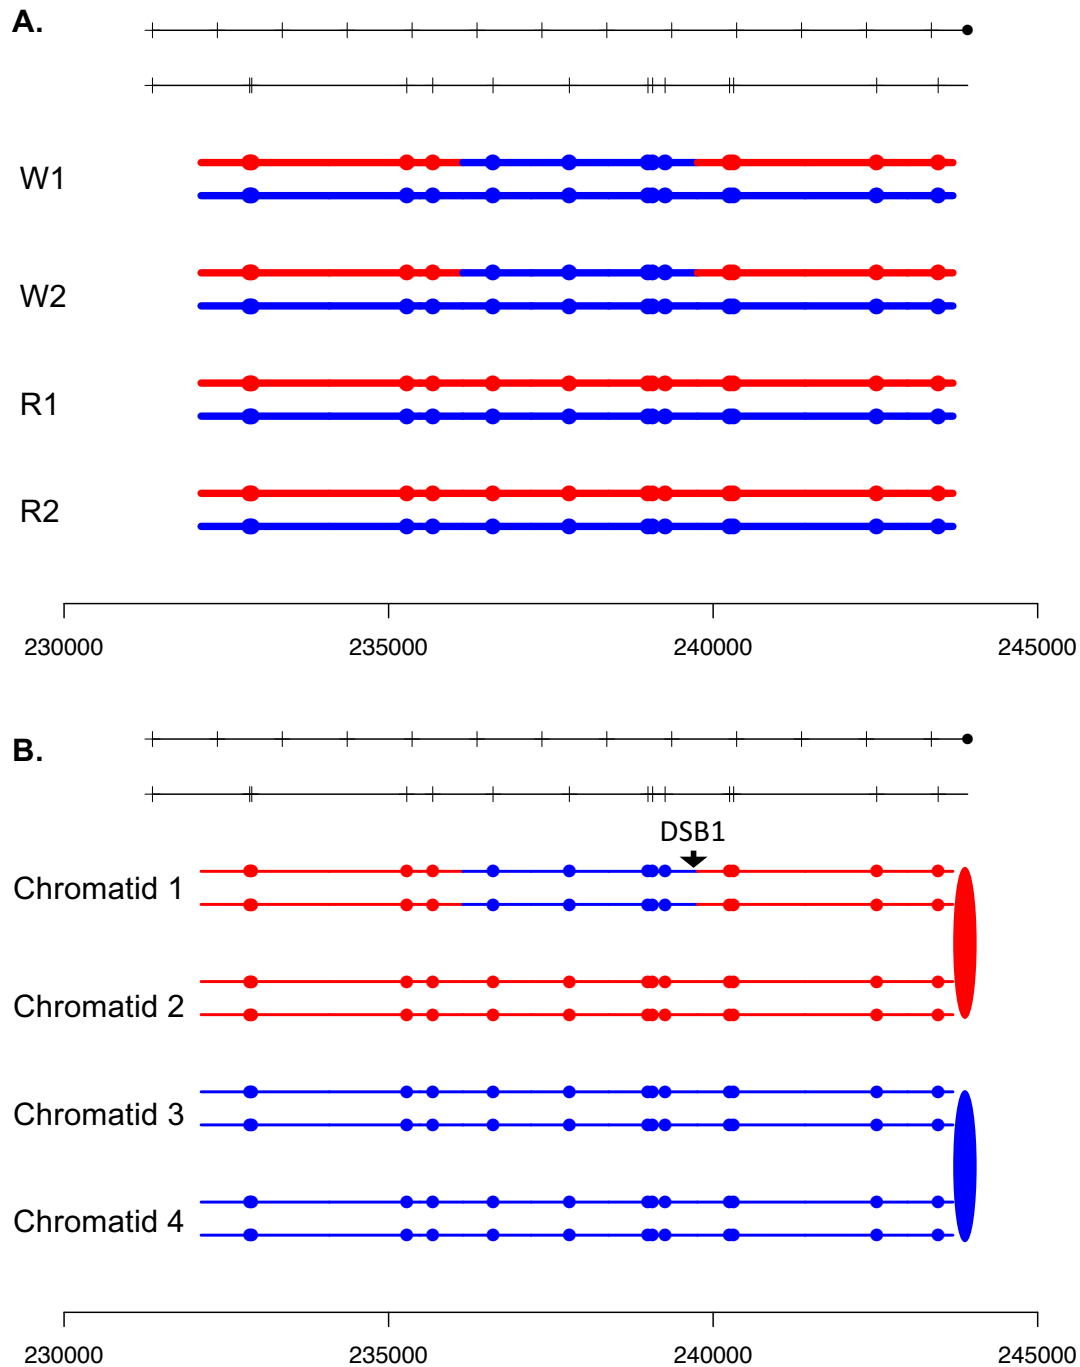 A.
W1
W2
R1
R2
230000 235000 240000 245000
B.
DSB1
Chromatid 1
Chromatid 2
Chromatid 3
Chromatid 4
230000 235000 240000 245000